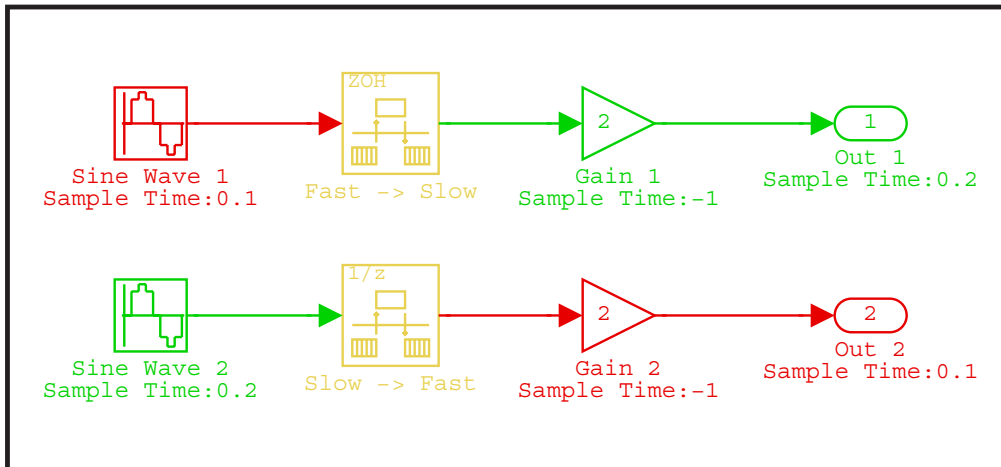 ZOH
2
1
Sine Wave 1
Sample Time:0.1
Fast -> Slow
Gain 1
Sample Time:-1
Out 1
Sample Time:0.2
1/z
2
2
Sine Wave 2
Sample Time:0.2
Slow -> Fast
Gain 2
Sample Time:-1
Out 2
Sample Time:0.1